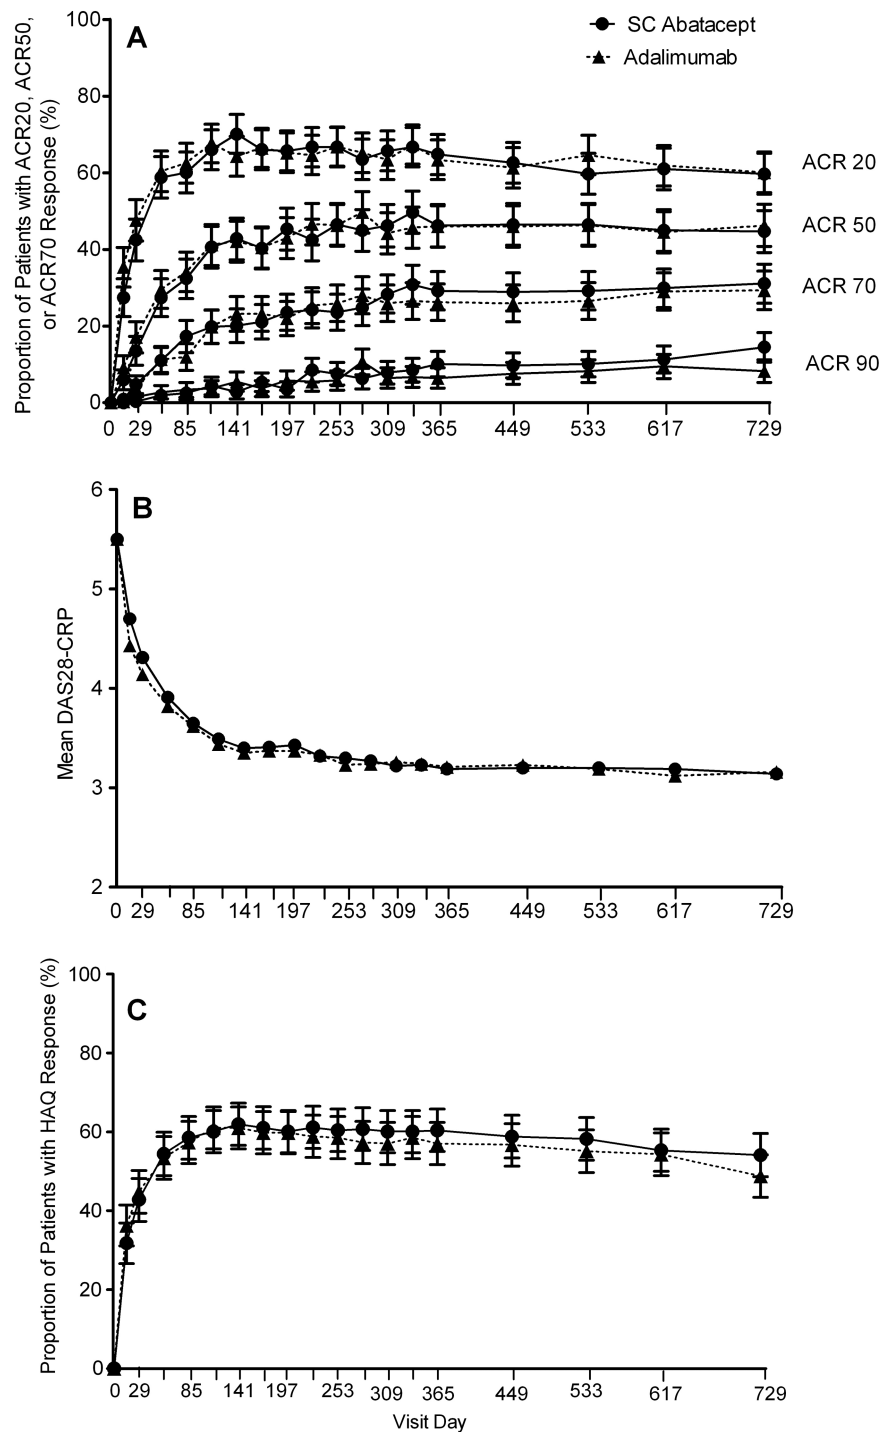 A
SC Abatacept
Adalimumab
Proportion of Patients with ACR20, ACR50,
or ACR70 Response (%)
100
80
60
40
20
0
ACR 20
ACR 50
ACR 70
ACR 90
0 29 85 141 197 253 309 365 449 533 617 729
B
Mean DAS28-CRP
6
5
4
3
2
0 29 85 141 197 253 309 365 449 533 617 729
C
Proportion of Patients with HAQ Response (%)
100
80
60
40
20
0
0 29 85 141 197 253 309 365 449 533 617 729
Visit Day